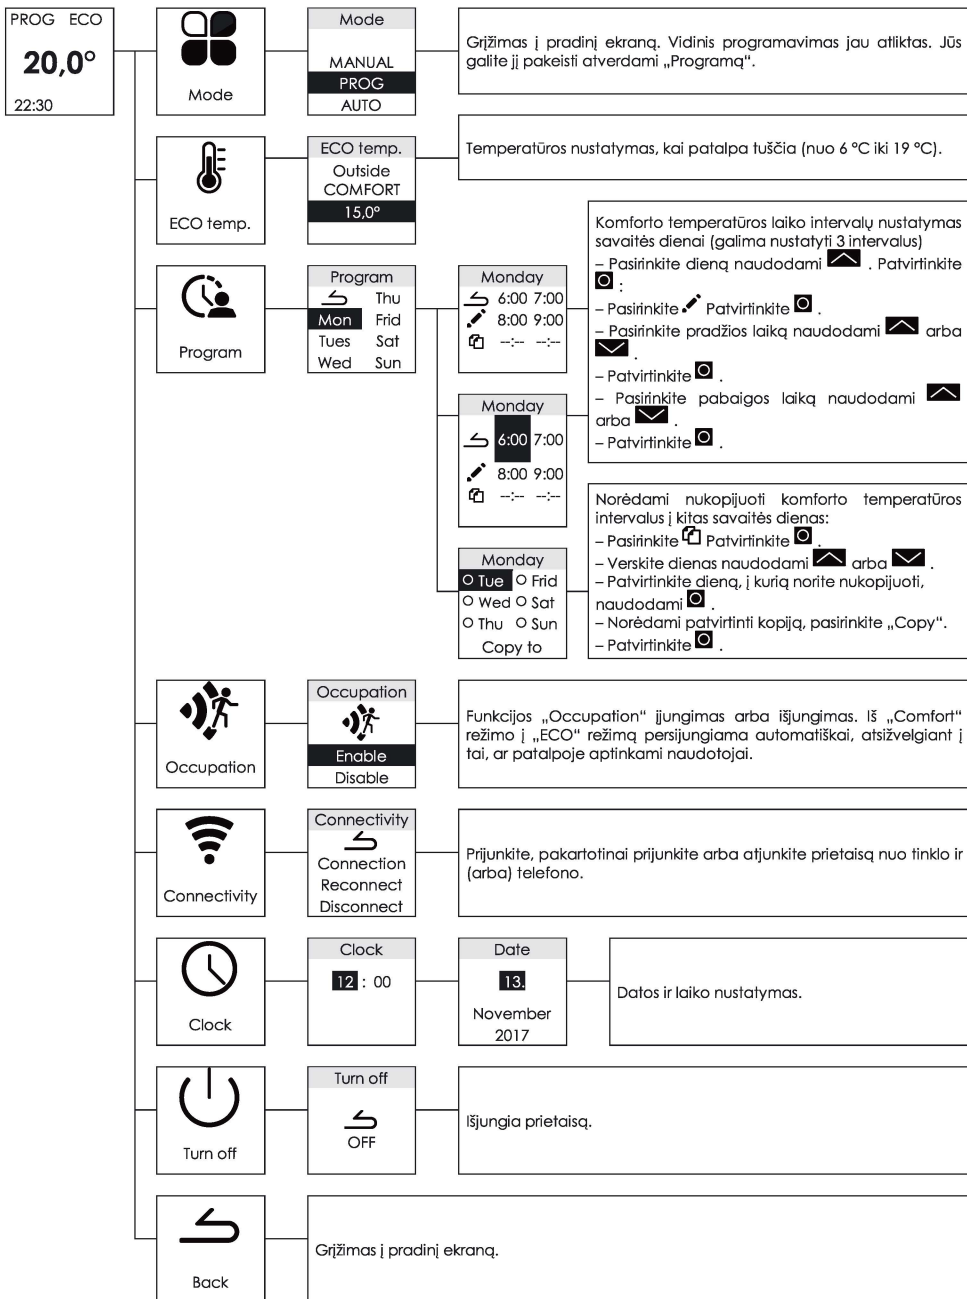 PROG ECO
20,0°
22:30
Mode
Mode
MANUAL
PROG
AUTO
Grįžimas į pradinį ekraną. Vidinis programavimas jau atliktas. Jūs
galite jį pakeisti atverdami „Programą“.
ECO temp.
ECO temp.
Outside
COMFORT
15,0°
Temperatūros nustatymas, kai patalpa tuščia (nuo 6 °C iki 19 °C).
Program
Program
Thu
Mon Frid
Tues Sat
Wed Sun
Monday
6:00 7:00
8:00 9:00
--:-- --:--
Monday
6:00 7:00
8:00 9:00
--:-- --:--
Komforto temperatūros laiko intervalų nustatymas
savaitės dienai (galima nustatyti 3 intervalus)
– Pasirinkite dieną naudodami . Patvirtinkite
:
– Pasirinkite Patvirtinkite .
– Pasirinkite pradžios laiką naudodami arba
.
– Patvirtinkite .
– Pasirinkite pabaigos laiką naudodami
arba .
– Patvirtinkite .
Monday
Tue Frid
Wed Sat
Thu Sun
Copy to
Norėdami nukopijuoti komforto temperatūros
intervalus į kitas savaitės dienas:
– Pasirinkite Patvirtinkite .
– Verskite dienas naudodami arba .
– Patvirtinkite dieną, į kurią norite nukopijuoti,
naudodami .
– Norėdami patvirtinti kopiją, pasirinkite „Copy“.
– Patvirtinkite .
Occupation
Occupation
Enable
Disable
Funkcijos „Occupation“ įjungimas arba išjungimas. Iš „Comfort“
režimo į „ECO“ režimą persijungiama automatiškai, atsižvelgiant į
tai, ar patalpoje aptinkami naudotojai.
Connectivity
Connectivity
Connection
Reconnect
Disconnect
Prijunkite, pakartotinai prijunkite arba atjunkite prietaisą nuo tinklo ir
(arba) telefono.
Clock
Clock
12 : 00
Date
13.
November
2017
Datos ir laiko nustatymas.
Turn off
Turn off
OFF
Išjungia prietaisą.
Back
Grįžimas į pradinį ekraną.